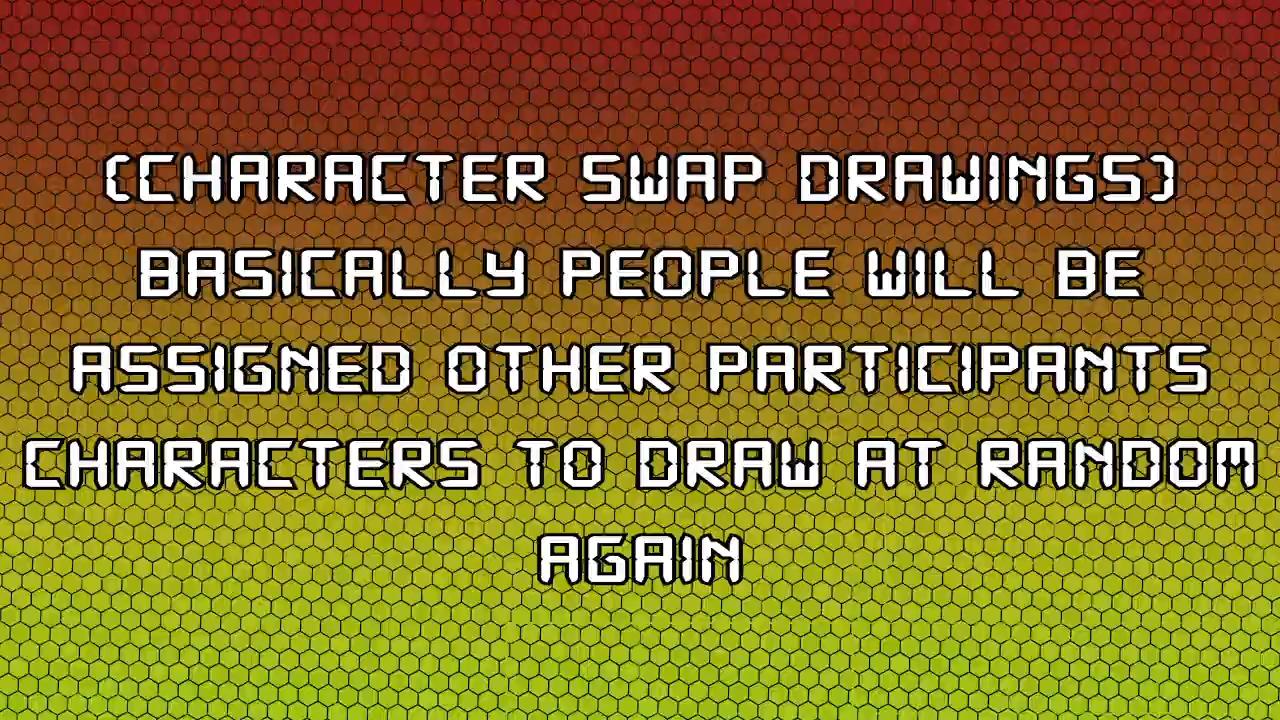 (CHARACTER SWAP DRAWINGS)
BASICALLY PEOPLE WILL BE
ASSIGNED OTHER PARTICIPANTS
CHARACTERS TO DRAW AT RANDOM
AGAIN